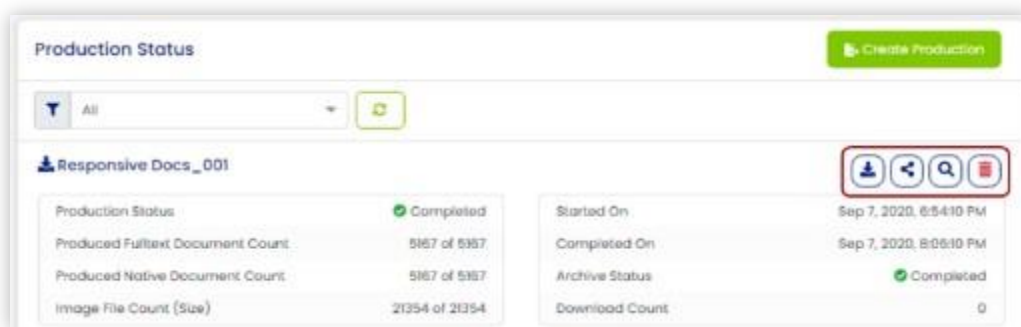 Production Status
Create Production
All
Responsive Docs_001
Production Status Completed
Produced Fulltext Document Count 5167 of 5167
Produced Native Document Count 5167 of 5167
Image File Count (Size) 21354 of 21354
Started On Sep 7, 2020, 6:54:10 PM
Completed On Sep 7, 2020, 8:06:10 PM
Archive Status Completed
Download Count 0